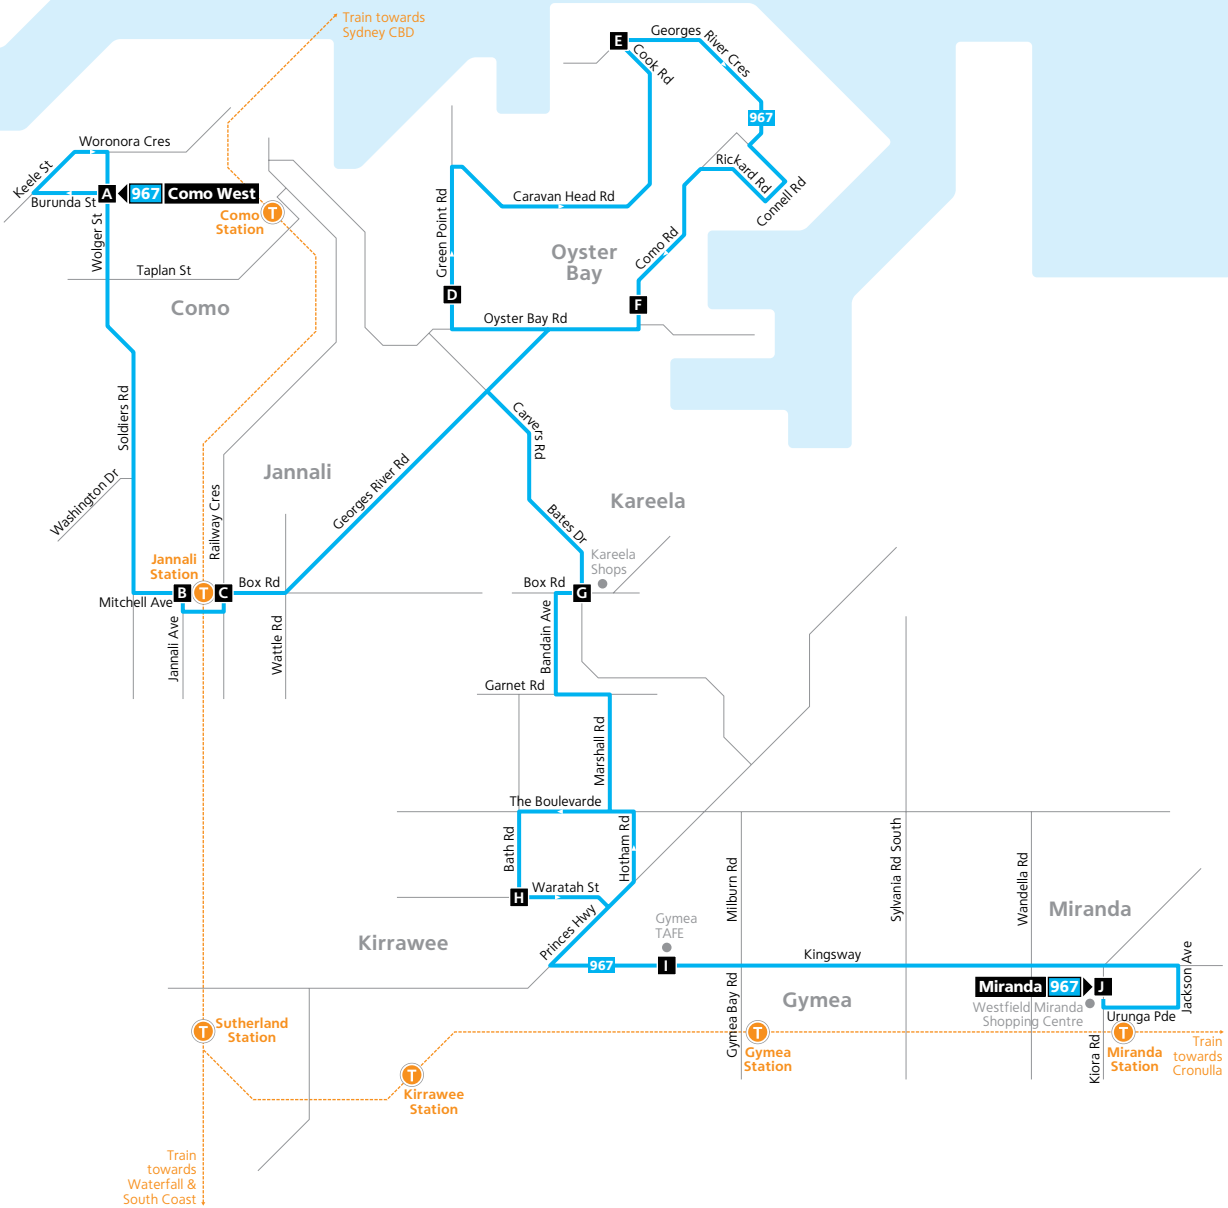 Train towards
Sydney CBD
E
Georges
River Cres
Cook Rd
967
Woronora Cres
Keele St
Burunda St
A
967 Como West
Como
Station
T
Wolger St
Taplan St
Como
Green Point Rd
Caravan Head Rd
Oyster
Bay
Como Rd
Rickard Rd
Connell Rd
D
F
Oyster Bay Rd
Soldiers Rd
Washington Dr
Jannali
Railway Cres
Georges River Rd
Carvers Rd
Kareela
Bates Dr
Jannali
Station
B
T
C
Box Rd
Mitchell Ave
Jannali Ave
Wattle Rd
Kareela
Shops
Box Rd
G
Bandain Ave
Garnet Rd
Marshall Rd
The Boulevarde
Bath Rd
Hotham Rd
H
Waratah St
Princes Hwy
Kirrawee
Gymea
TAFE
967
I
Kingsway
Milburn Rd
Sylvania Rd South
Wandella Rd
Miranda
Gymea Bay Rd
Gymea
Miranda 967
J
Jackson Ave
Westfield Miranda
Shopping Centre
Urunga Pde
Kiora Rd
T
Sutherland
Station
T
Kirrawee
Station
T
Gymea
Station
T
Miranda
Station
Train
towards
Cronulla
Train
towards
Waterfall &
South Coast